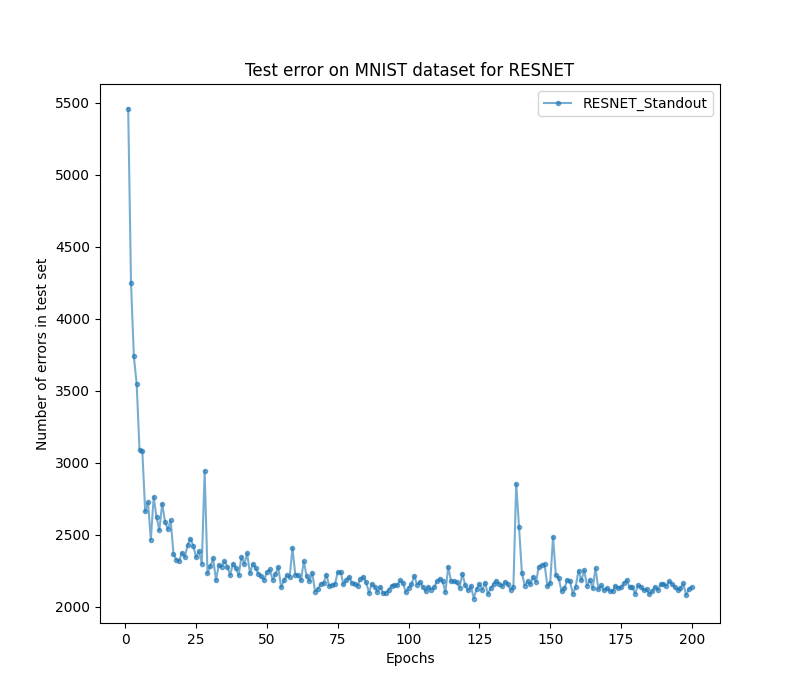 Test error on MNIST dataset for RESNET
RESNET_Standout
Number of errors in test set
5500
5000
4500
4000
3500
3000
2500
2000
0 25 50 75 100 125 150 175 200
Epochs